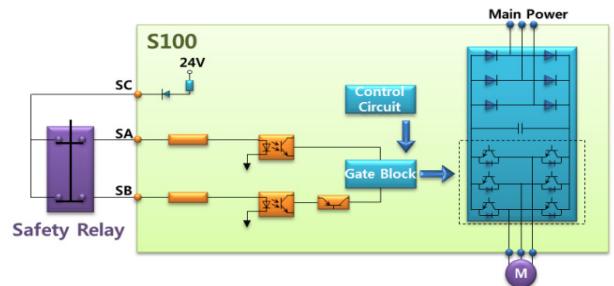 Main Power
S100
24V
SC
Control
Circuit
SA
Gate Block
SB
Safety Relay
M